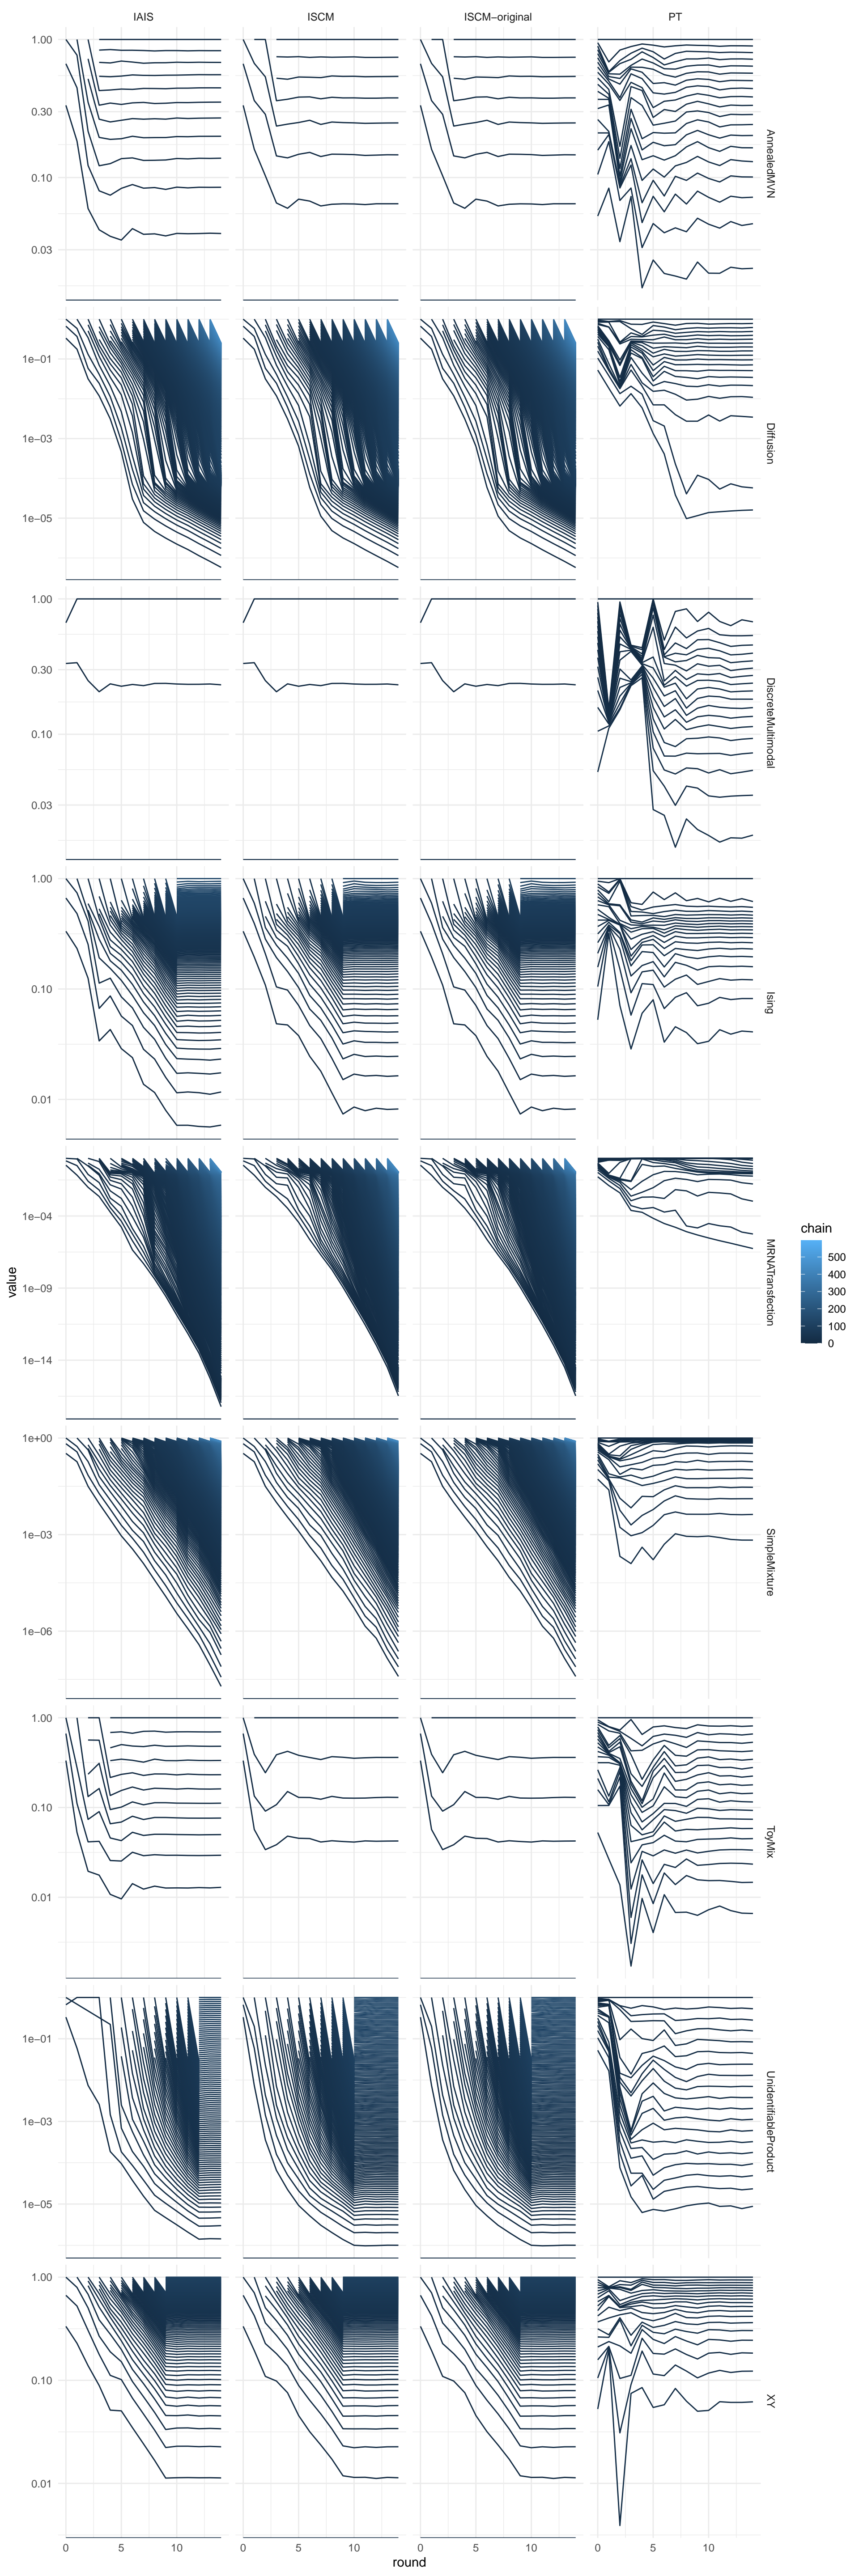 IAIS ISCM ISCM−original PT
1.00
0.30
0.10
0.03
AnnealedMVN
1e−01
1e−03
1e−05
Diffusion
1.00
0.30
0.10
0.03
DiscreteMultimodal
1.00
0.10
0.01
Ising
1e−04
1e−09
1e−14
MRNATransfection
value
chain
500
400
300
200
100
0
1e+00
1e−03
1e−06
SimpleMixture
1.00
0.10
0.01
ToyMix
1e−01
1e−03
1e−05
UnidentifiableProduct
1.00
0.10
0.01
XY
0 5 10 0 5 10 0 5 10 0 5 10
round